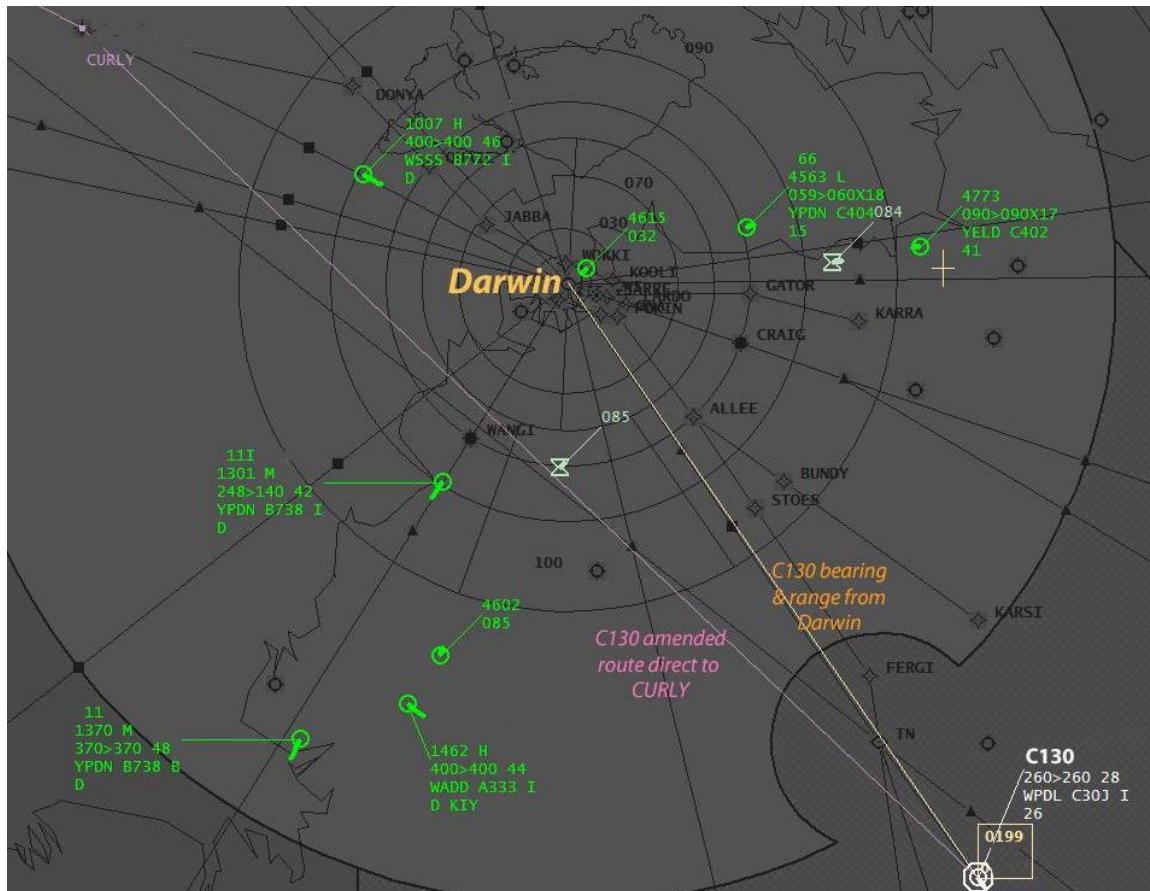 CURLY
090
DONYA
1007 H
400>400 46
WSSS B772 I
D
66
4563 L
059>060X18
YPDN C404
15
084
4773
090>090X17
YELD C402
41
070
JABBA
030
4615
032
KOOLI
Darwin
GATOR
KARRA
CRAIG
ALLEE
WANGI
085
11I
1301 M
248>140 42
YPDN B738 I
D
BUNDY
STOES
100
C130 bearing
& range from
Darwin
4602
085
C130 amended
route direct to
CURLY
KARSI
FERGI
TN
11
1370 M
370>370 48
YPDN B738 B
D
1462 H
400>400 44
WADD A333 I
D KIY
C130
260>260 28
WPDL C30J I
26
0199